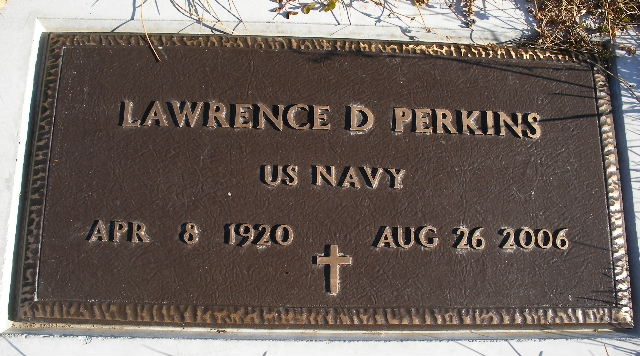 LAWRENCE D PERKINS
US NAVY
APR 8 1920 AUG 26 2006